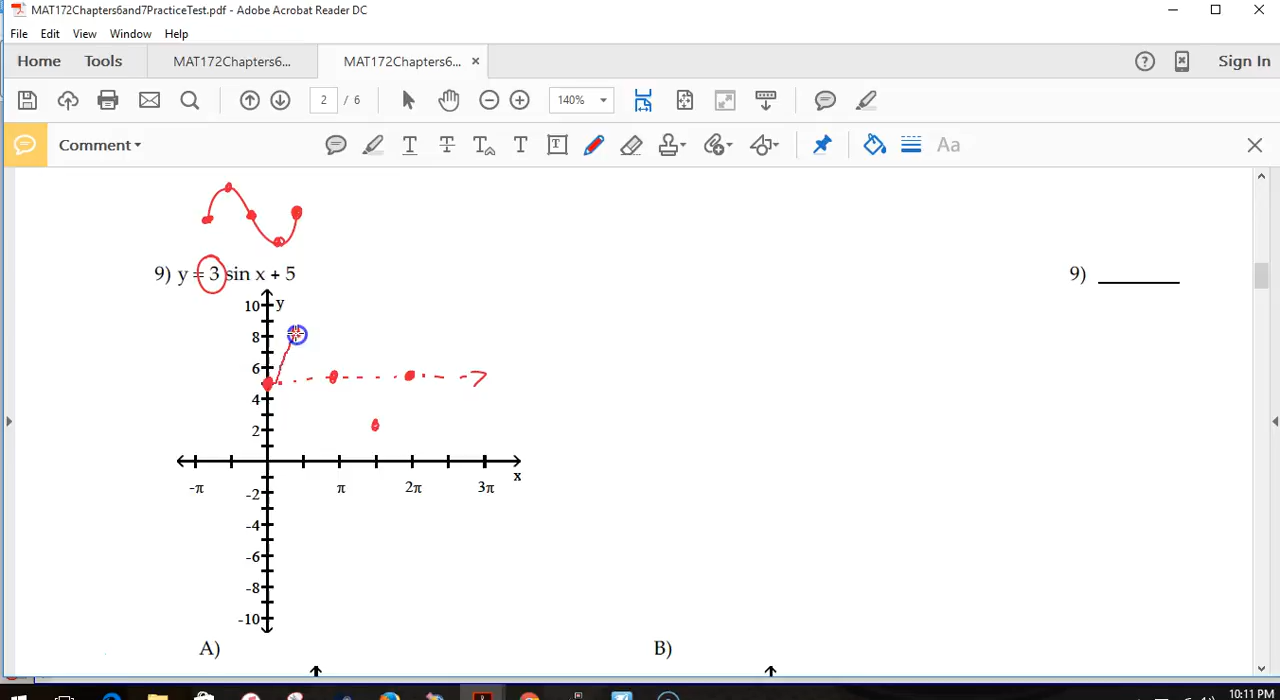 MAT172Chapters6and7PracticeTest.pdf - Adobe Acrobat Reader DC
File Edit View Window Help
Home Tools MAT172Chapters6... MAT172Chapters6... × Sign In
2 / 6 140%
Comment Aa
9) y = 3 sin x + 5 9)
y
10
8
6
4
2
x
-π π 2π 3π
-2
-4
-6
-8
-10
A) B)
10:11 PM